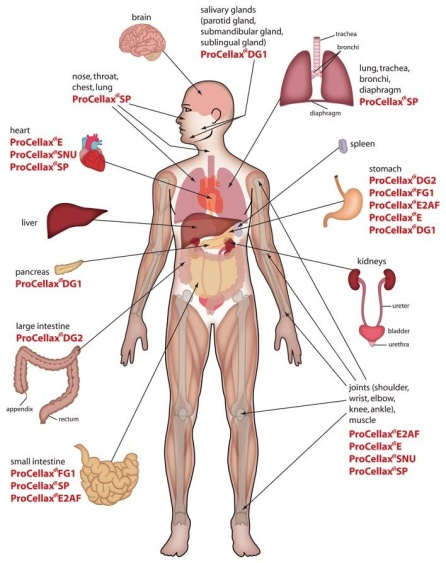 brain
salivary glands
(parotid gland,
submandibular gland,
sublingual gland)
ProCellax®DG1
trachea
bronchi
diaphragm
lung, trachea,
bronchi,
diaphragm
ProCellax®SP
nose, throat,
chest, lung
ProCellax®SP
heart
ProCellax®E
ProCellax®SNU
ProCellax®SP
spleen
stomach
ProCellax®DG2
ProCellax®FG1
ProCellax®E2AF
ProCellax®E
ProCellax®DG1
liver
pancreas
ProCellax®DG1
kidneys
ureter
bladder
urethra
large intestine
ProCellax®DG2
appendix
rectum
joints (shoulder,
wrist, elbow,
knee, ankle),
muscle
ProCellax®E2AF
ProCellax®E
ProCellax®SNU
ProCellax®SP
small intestine
ProCellax®FG1
ProCellax®SP
ProCellax®E2AF